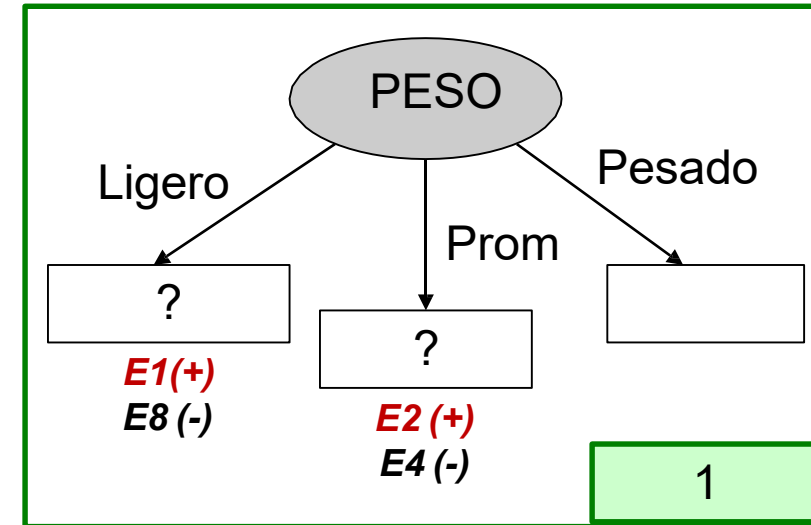 PESO
Ligero
Pesado
Prom
?
?
E1(+)
E8 (-)
E2 (+)
E4 (-)
1